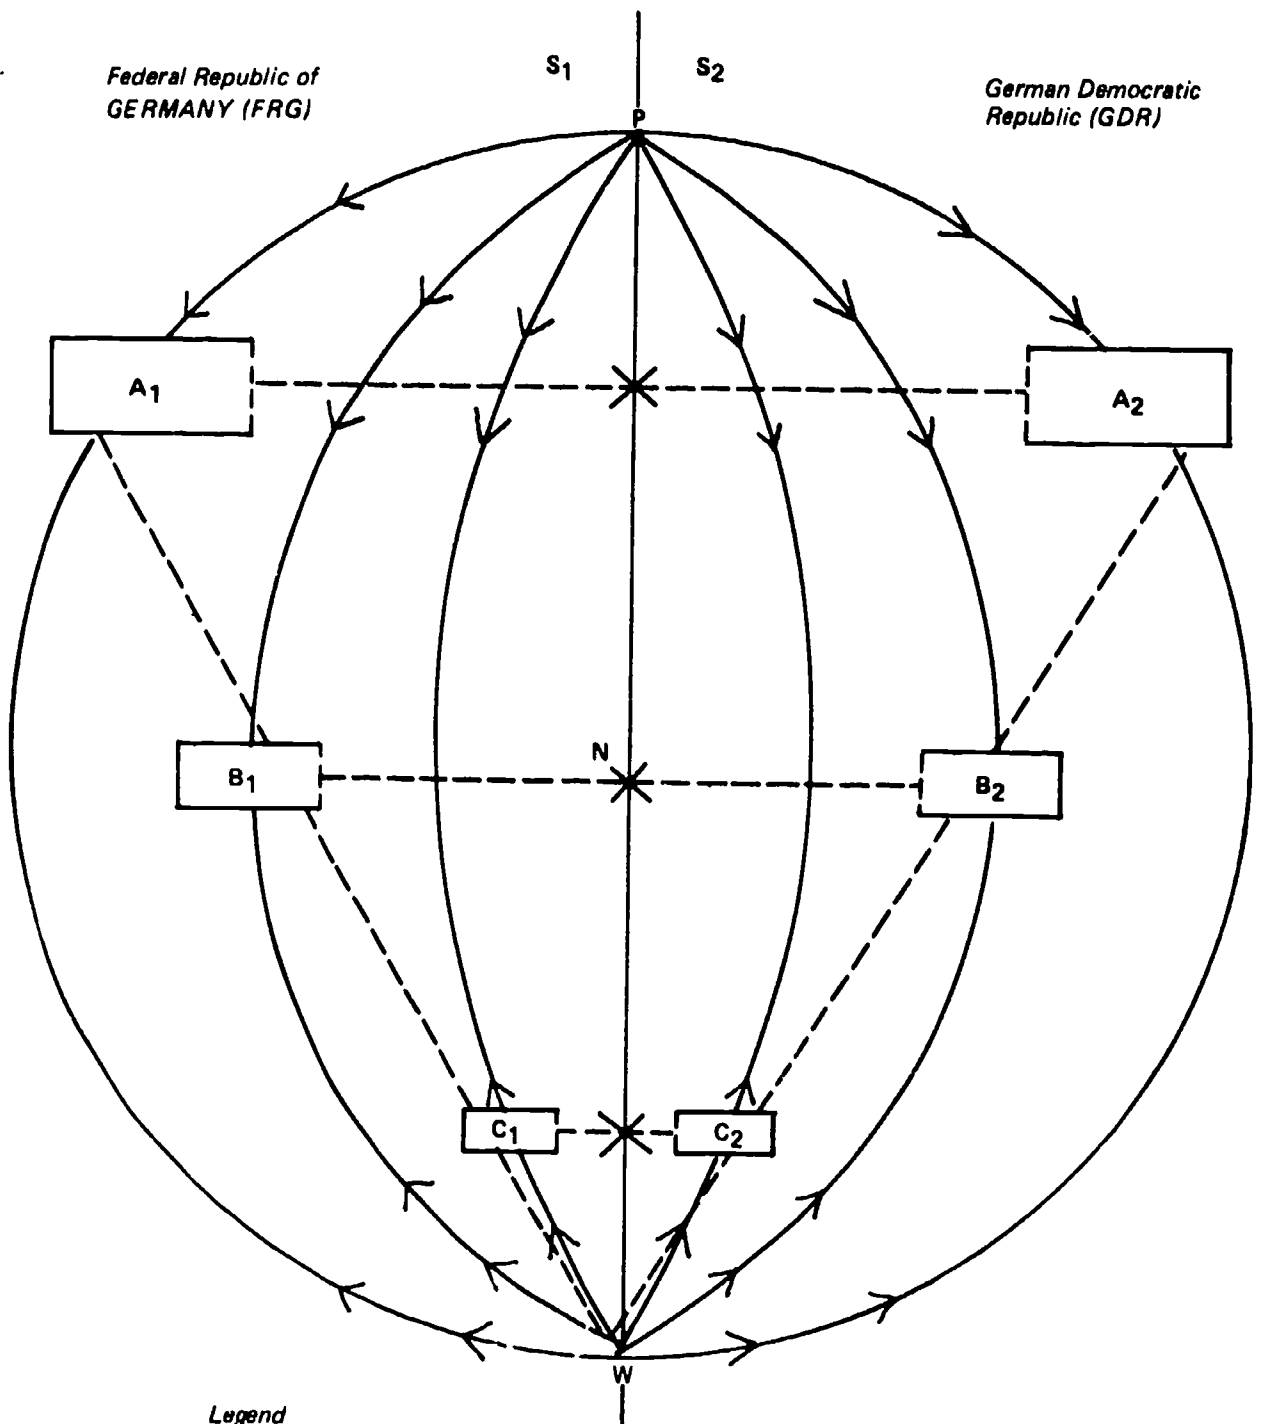 S1 S2
Federal Republic of
GERMANY (FRG)
German Democratic
Republic (GDR)
P
A1
A2
N
B1
B2
C1
C2
W
Legend